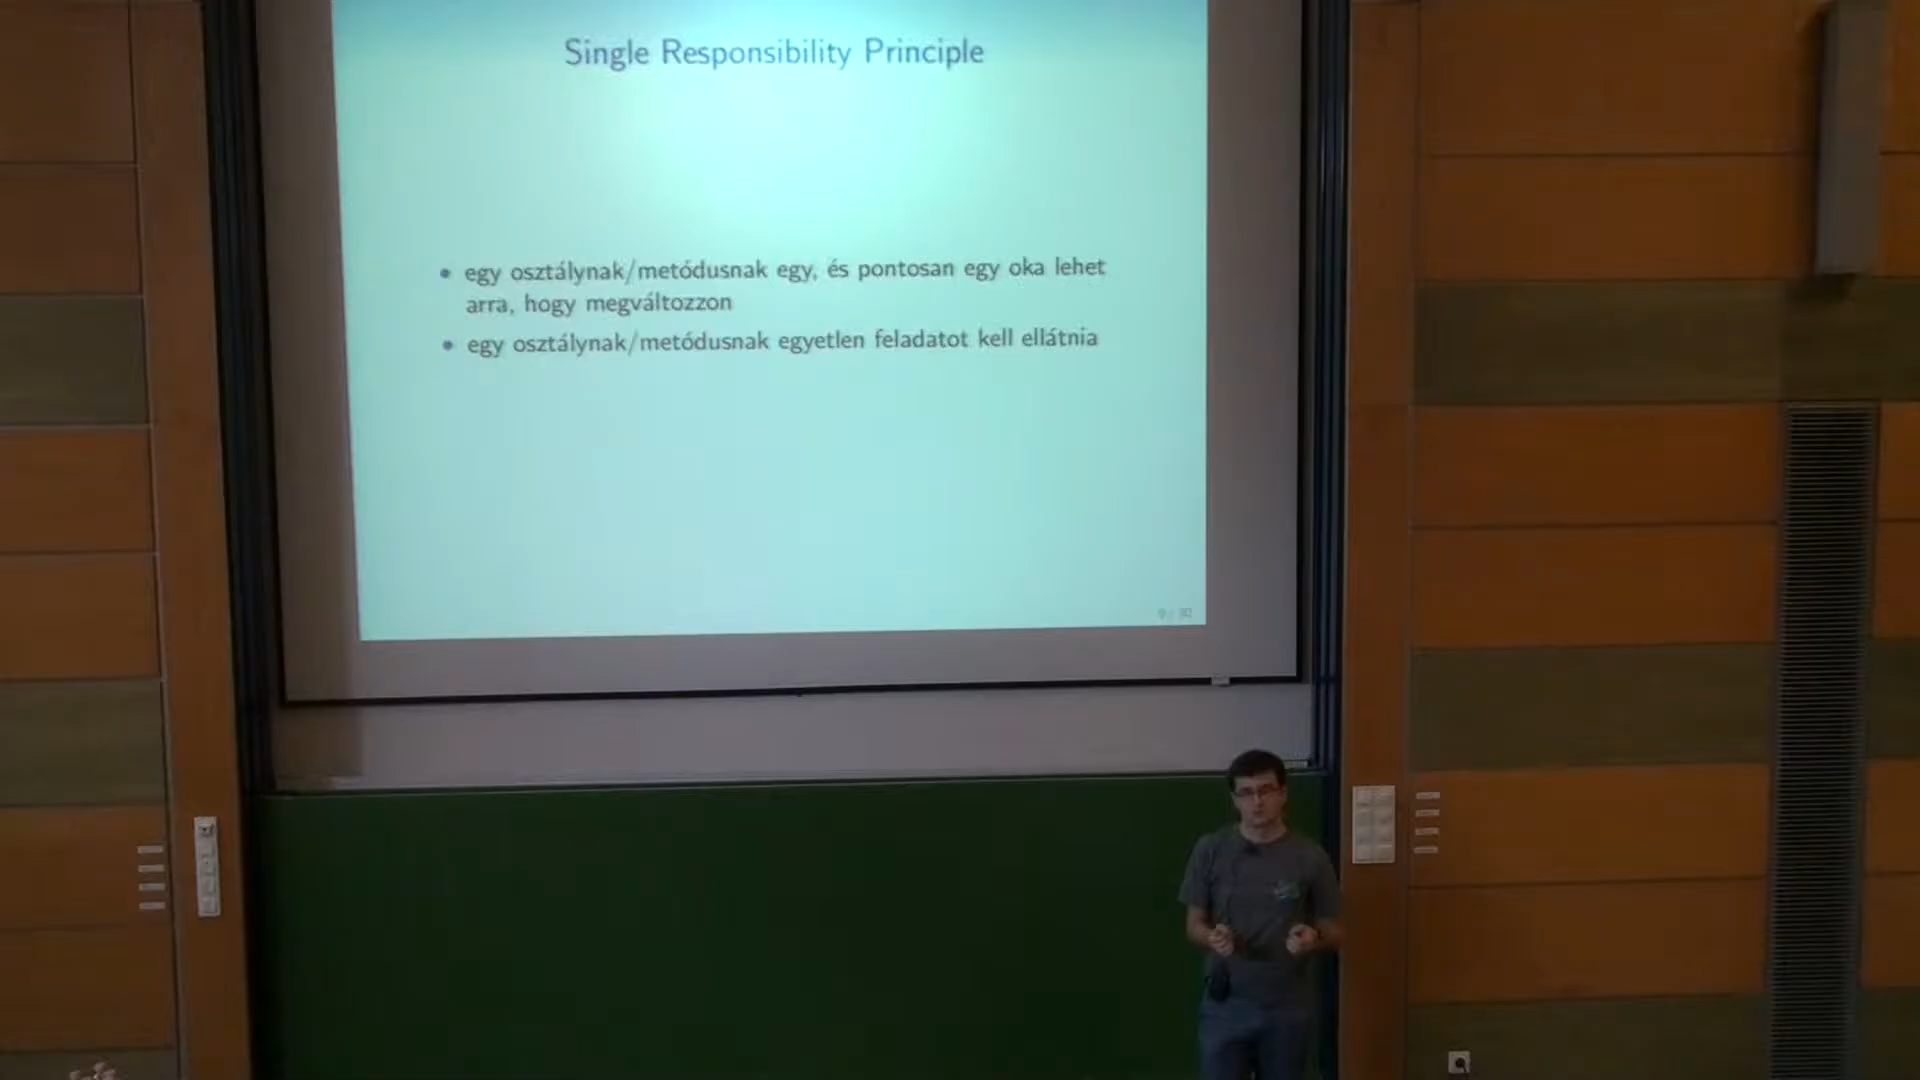 Single Responsibility Principle
egy osztálynak/metódusnak egy, és pontosan egy oka lehet
arra, hogy megváltozzon
egy osztálynak/metódusnak egyetlen feladatot kell ellátnia